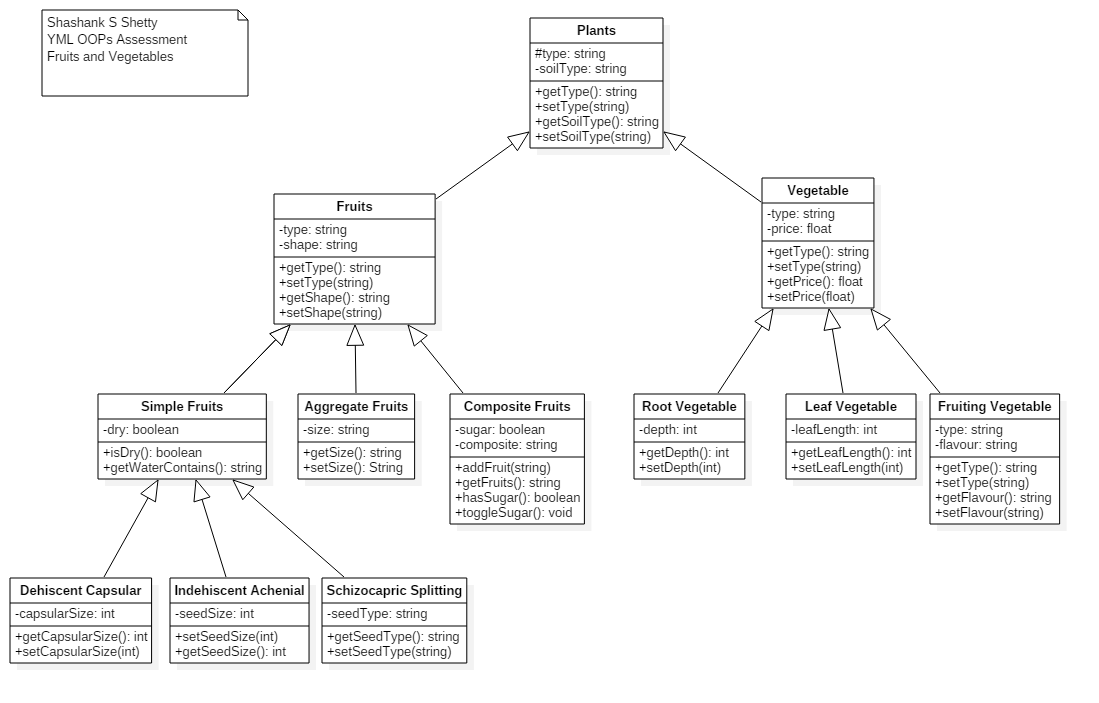 Shashank S Shetty
YML OOPs Assessment
Fruits and Vegetables
Plants
#type: string
-soilType: string
+getType(): string
+setType(string)
+getSoilType(): string
+setSoilType(string)
Fruits
-type: string
-shape: string
+getType(): string
+setType(string)
+getShape(): string
+setShape(string)
Vegetable
-type: string
-price: float
+getType(): string
+setType(string)
+getPrice(): float
+setPrice(float)
Simple Fruits
-dry: boolean
+isDry(): boolean
+getWaterContains(): string
Aggregate Fruits
-size: string
+getSize(): string
+setSize(): String
Composite Fruits
-sugar: boolean
-composite: string
+addFruit(string)
+getFruits(): string
+hasSugar(): boolean
+toggleSugar(): void
Root Vegetable
-depth: int
+getDepth(): int
+setDepth(int)
Leaf Vegetable
-leafLength: int
+getLeafLength(): int
+setLeafLength(int)
Fruiting Vegetable
-type: string
-flavour: string
+getType(): string
+setType(string)
+getFlavour(): string
+setFlavour(string)
Dehiscent Capsular
-capsularSize: int
+getCapsularSize(): int
+setCapsularSize(int)
Indehiscent Achenial
-seedSize: int
+setSeedSize(int)
+getSeedSize(): int
Schizocapric Splitting
-seedType: string
+getSeedType(): string
+setSeedType(string)